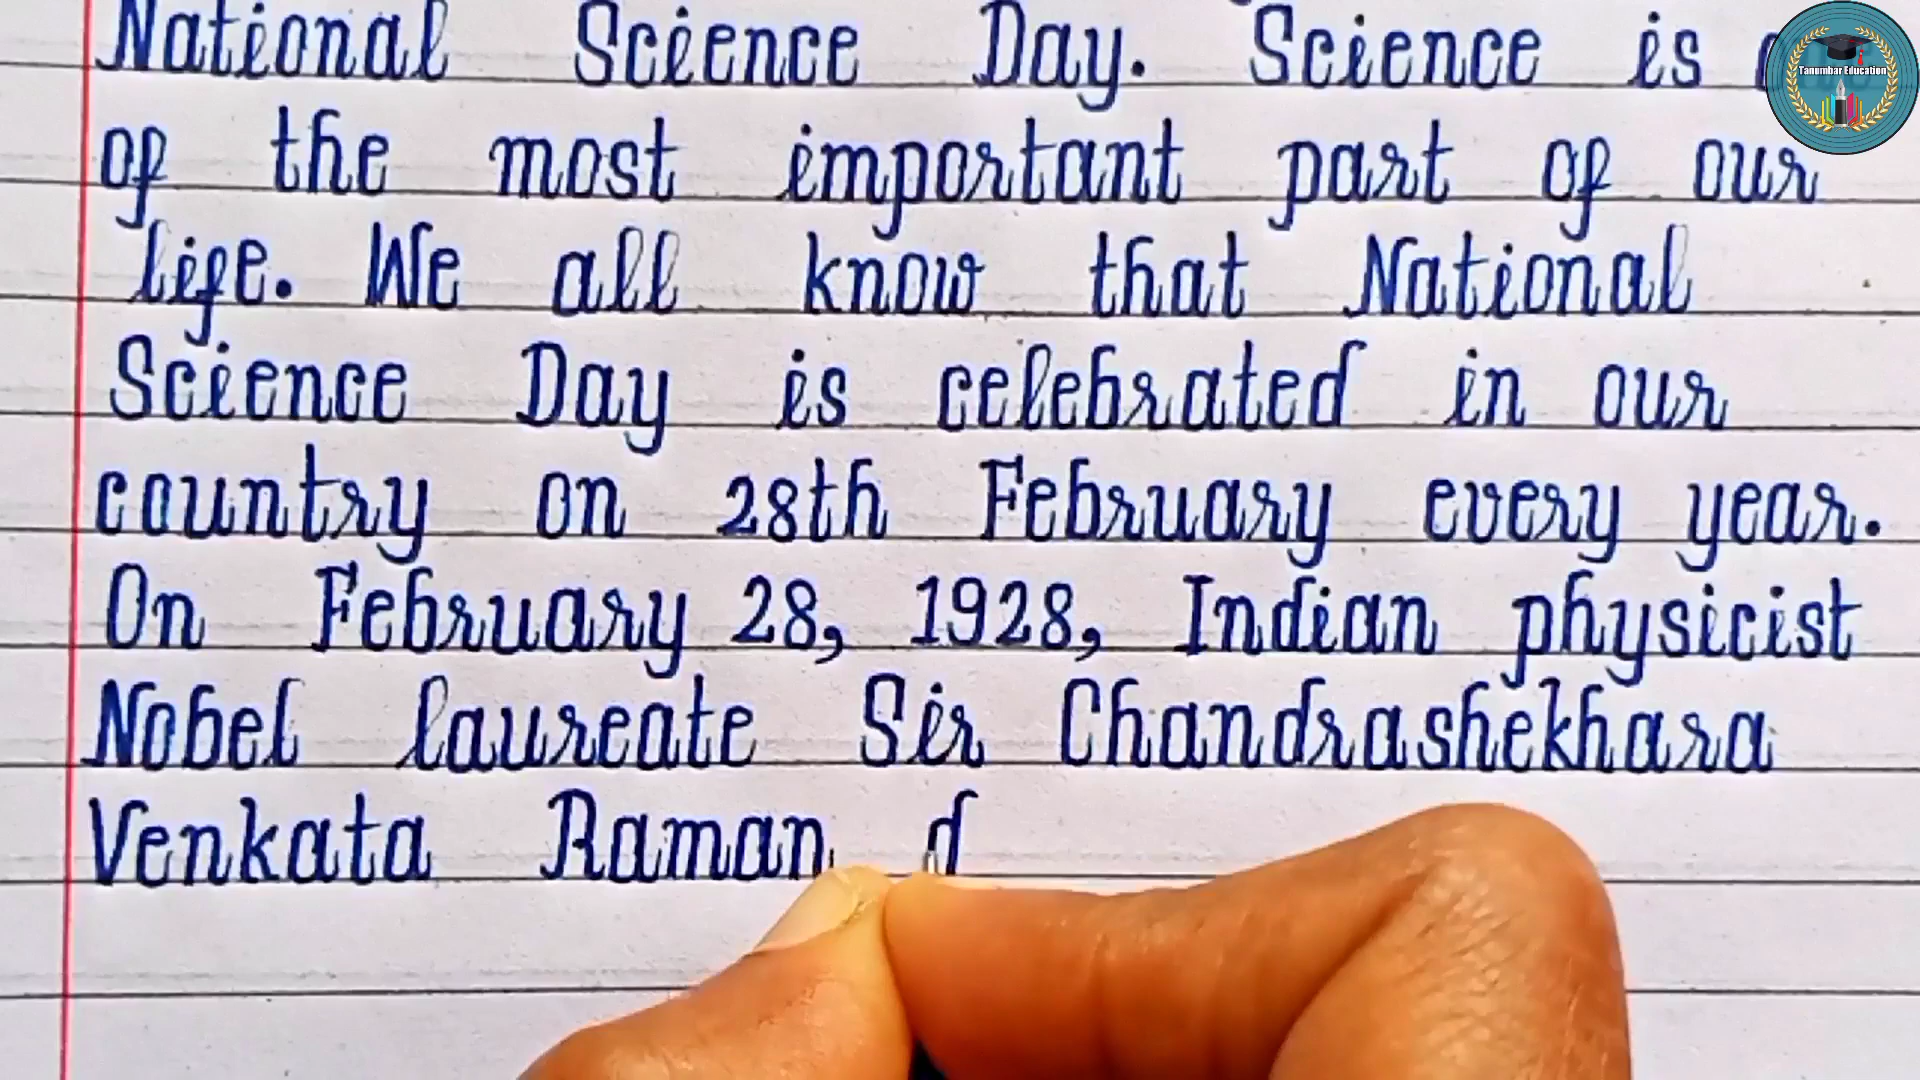 National Science Day. Science is
of the most important part of our
life. We all know that National
Science Day is celebrated in our
country on 28th February every year.
On February 28, 1928, Indian physicist
Nobel laureate Sir Chandrashekhara
Venkata Raman d
Tanumbar Education